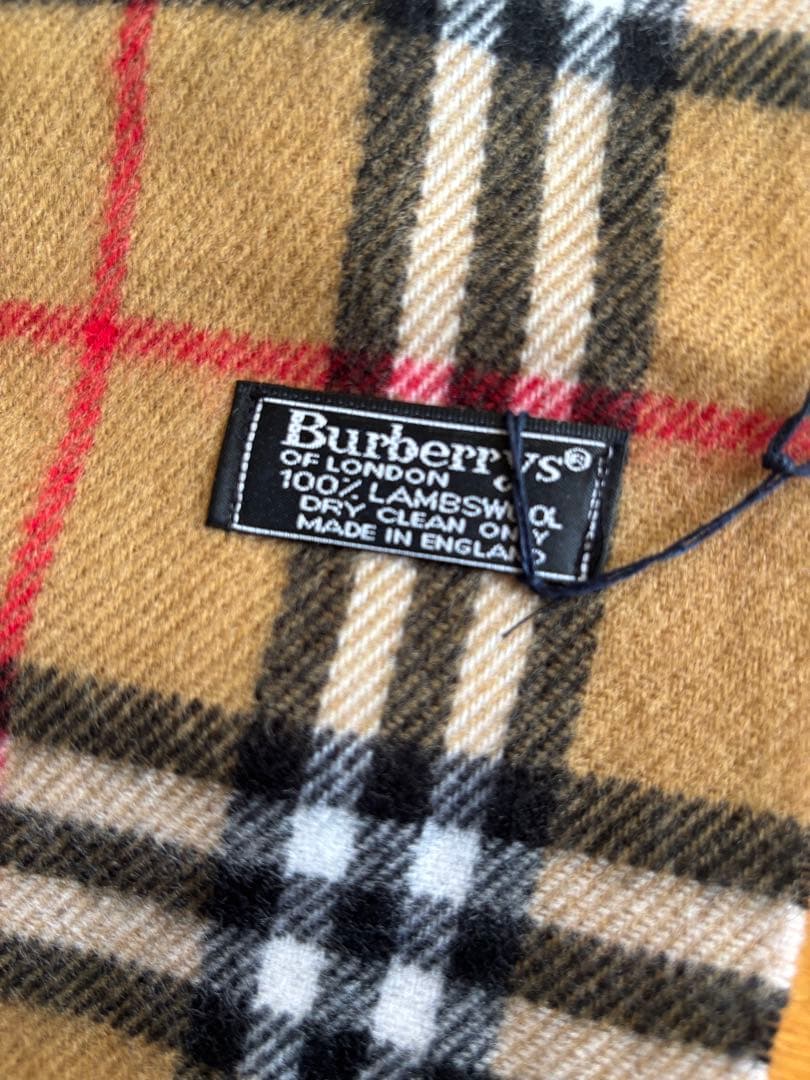 Burberrys®
OF LONDON
100% LAMBSWOOL
DRY CLEAN ONLY
MADE IN ENGLAND